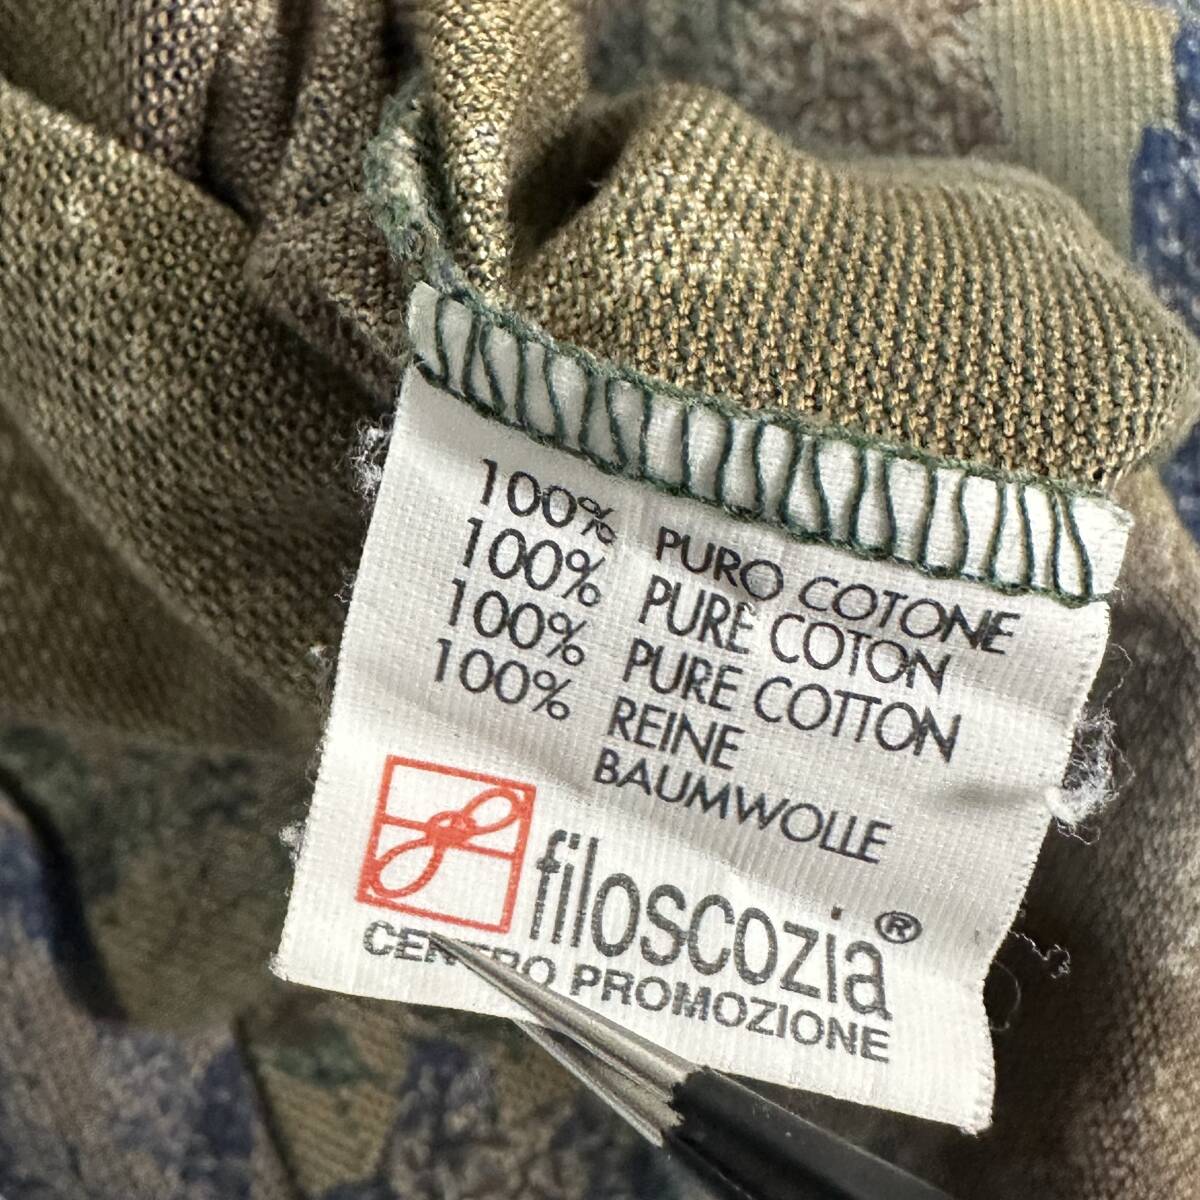 100% PURO COTONE
100% PURE COTON
100% PURE COTTON
100% REINE
BAUMWOLLE
filoscozia®
CENTRO PROMOZIONE